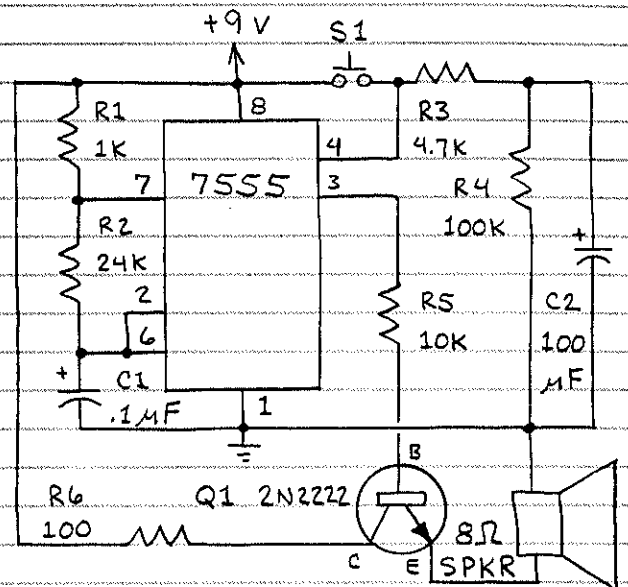 +9 V
S1
8
R1
1K
7555
4
R3
4.7K
7
3
R4
100K
R2
24K
2
6
R5
10K
+
C2
100
µF
+
C1
.1µF
1
B
R6
100
Q1 2N2222
8Ω
SPKR
C
E